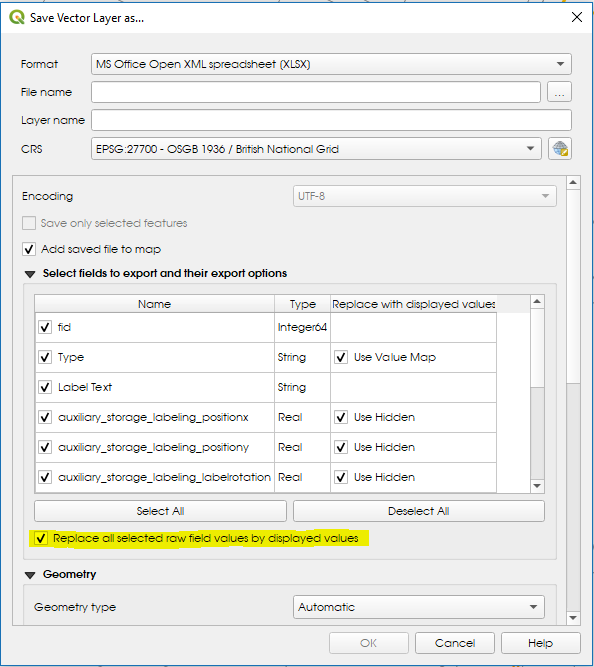 Save Vector Layer as...
Format MS Office Open XML spreadsheet [XLSX]
File name ...
Layer name
CRS EPSG:27700 - OSGB 1936 / British National Grid
Encoding UTF-8
Save only selected features
Add saved file to map
Select fields to export and their export options
Name Type Replace with displayed values
fid Integer64
Type String Use Value Map
Label Text String
auxiliary_storage_labeling_positionx Real Use Hidden
auxiliary_storage_labeling_positiony Real Use Hidden
auxiliary_storage_labeling_labelrotation Real Use Hidden
Select All Deselect All
Replace all selected raw field values by displayed values
Geometry
Geometry type Automatic
OK Cancel Help